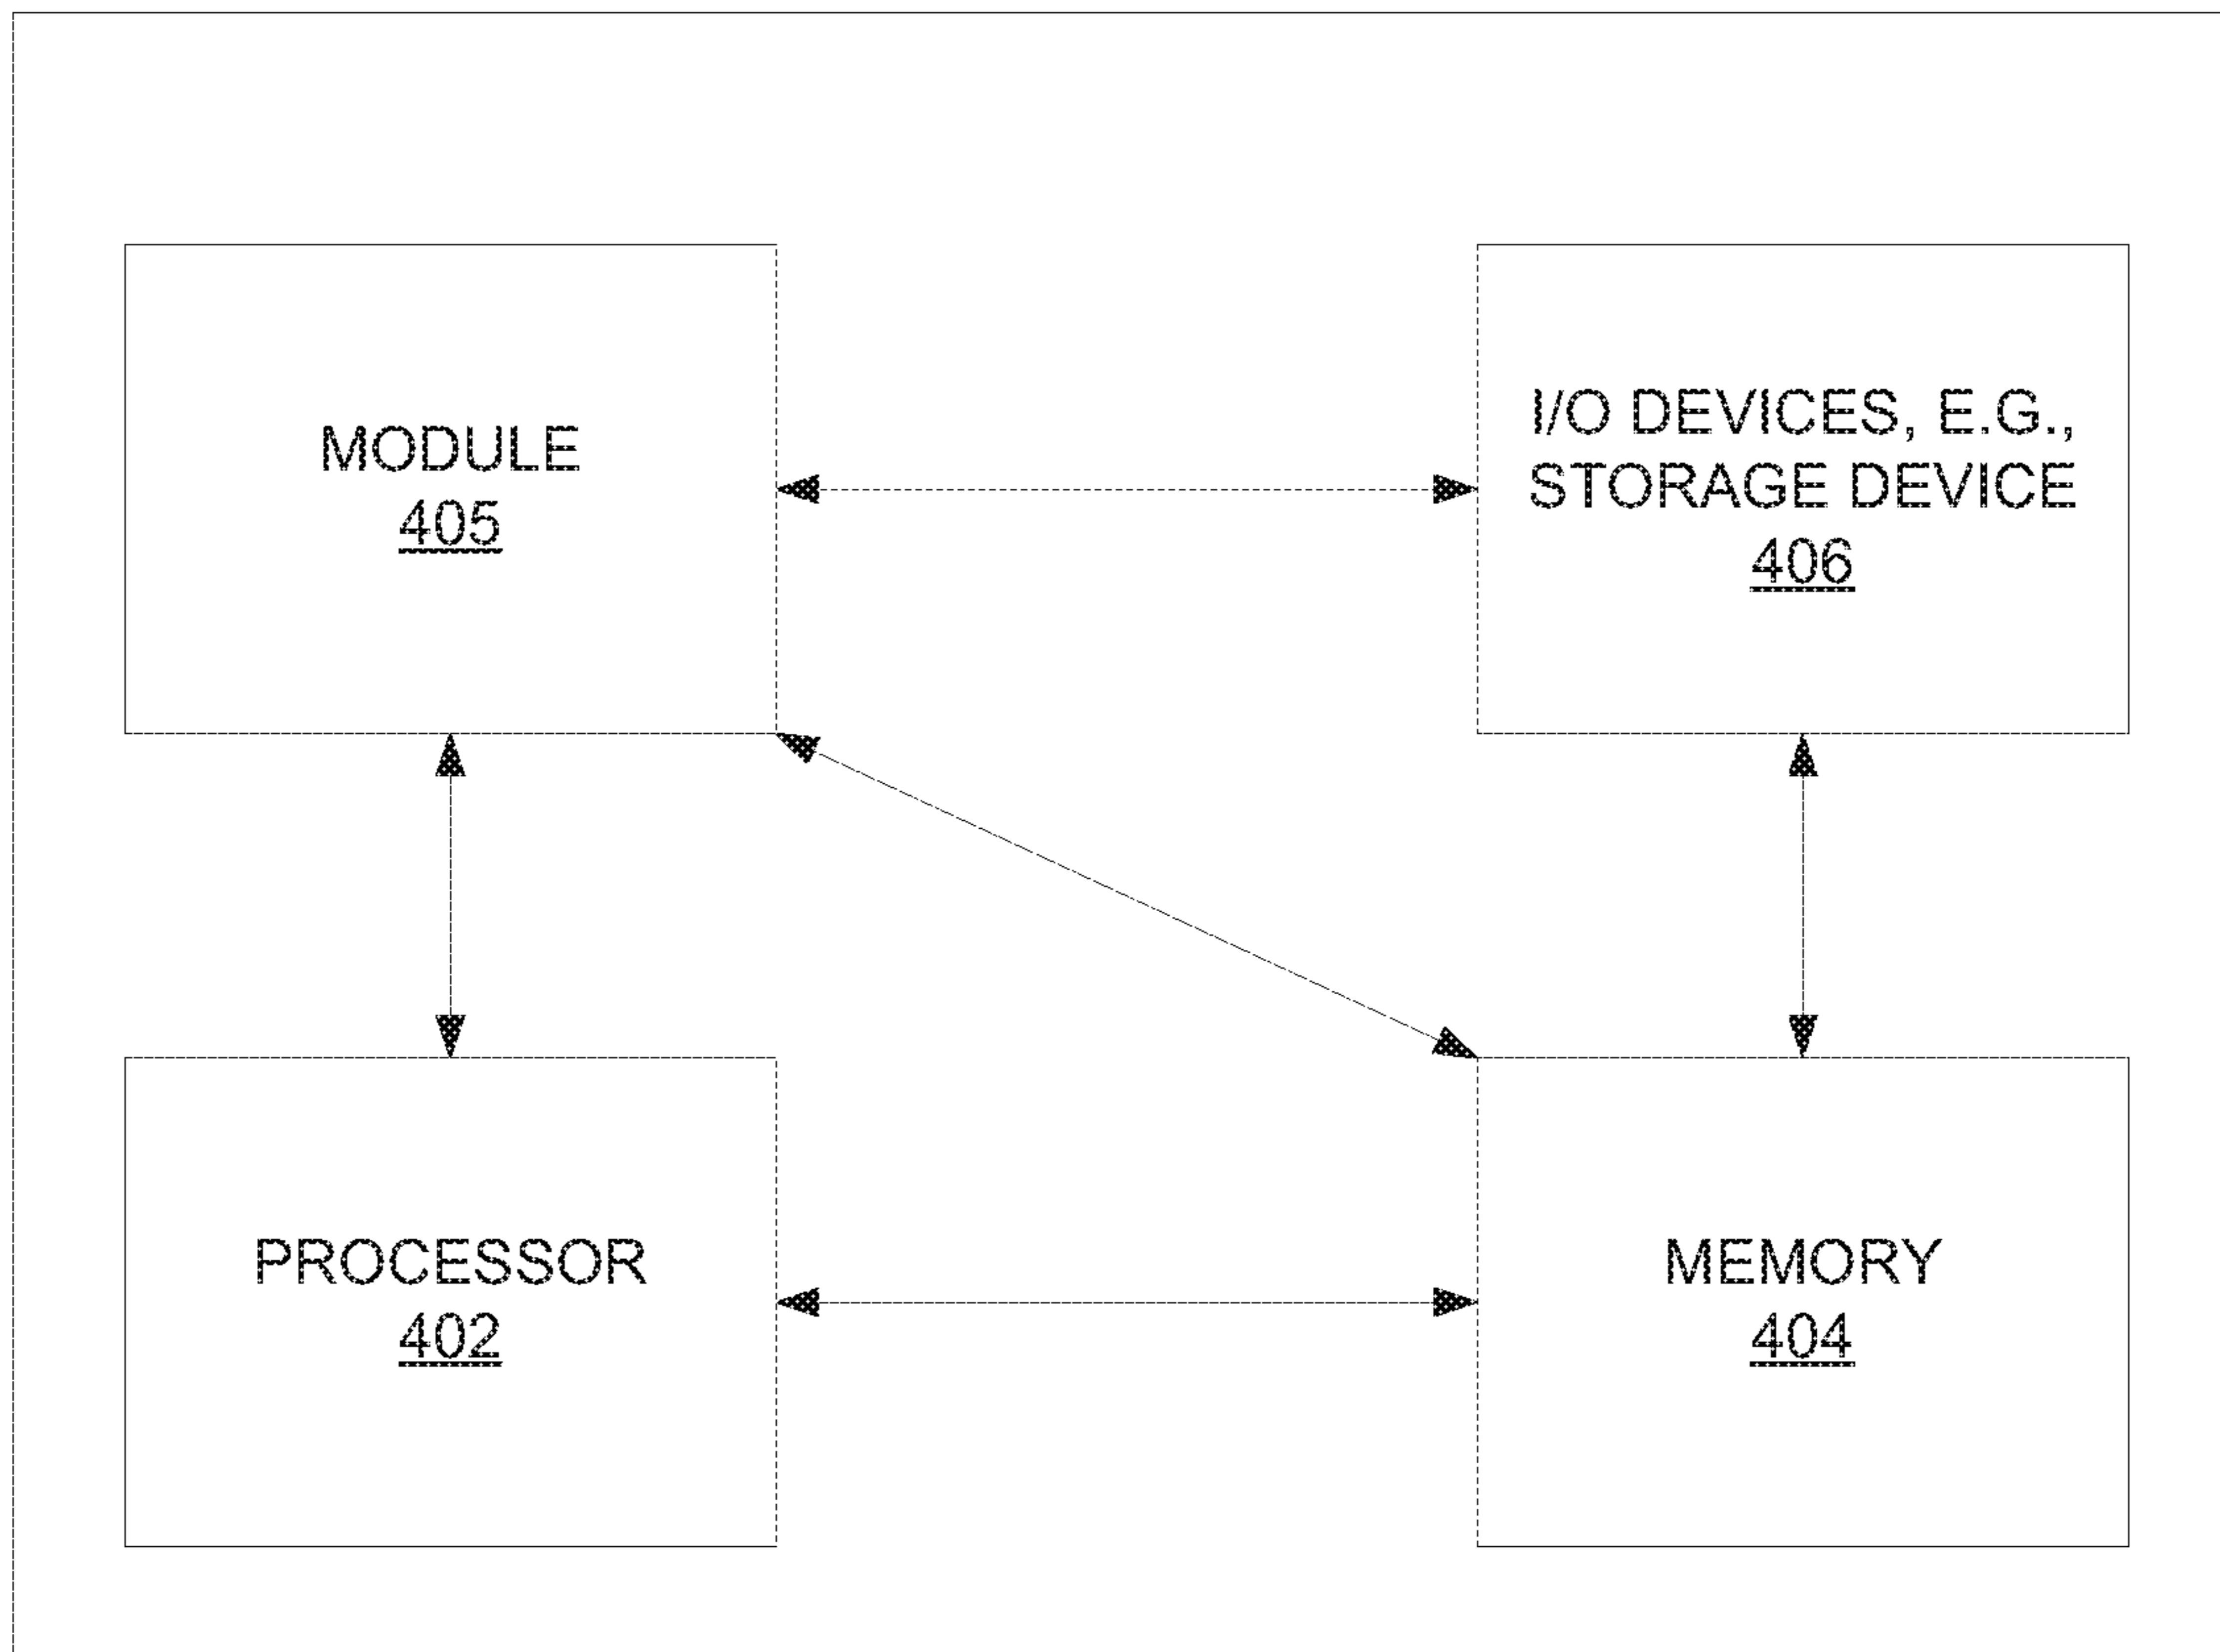 MODULE
405
I/O DEVICES, E.G.,
STORAGE DEVICE
406
PROCESSOR
402
MEMORY
404